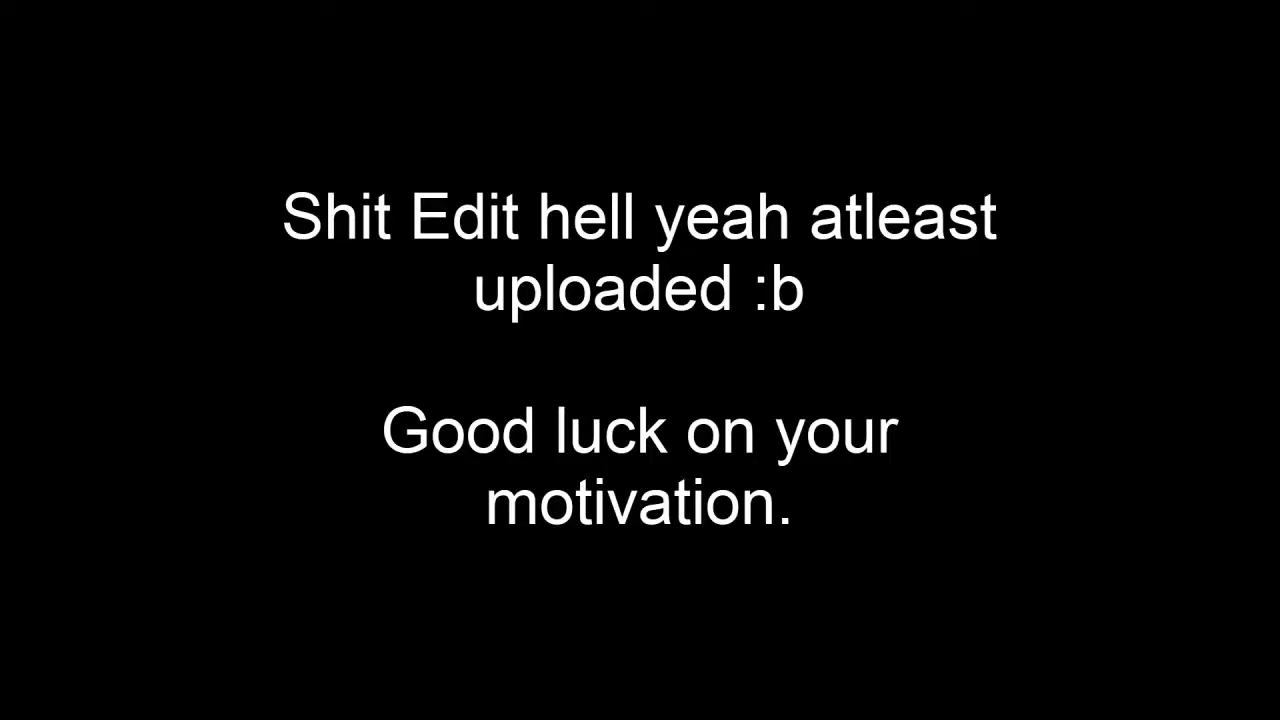 Shit Edit hell yeah atleast
uploaded :b
Good luck on your
motivation.